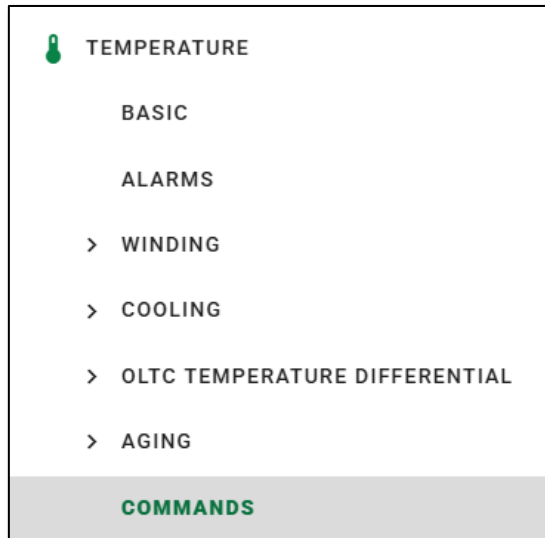 TEMPERATURE
BASIC
ALARMS
WINDING
COOLING
OLTC TEMPERATURE DIFFERENTIAL
AGING
COMMANDS